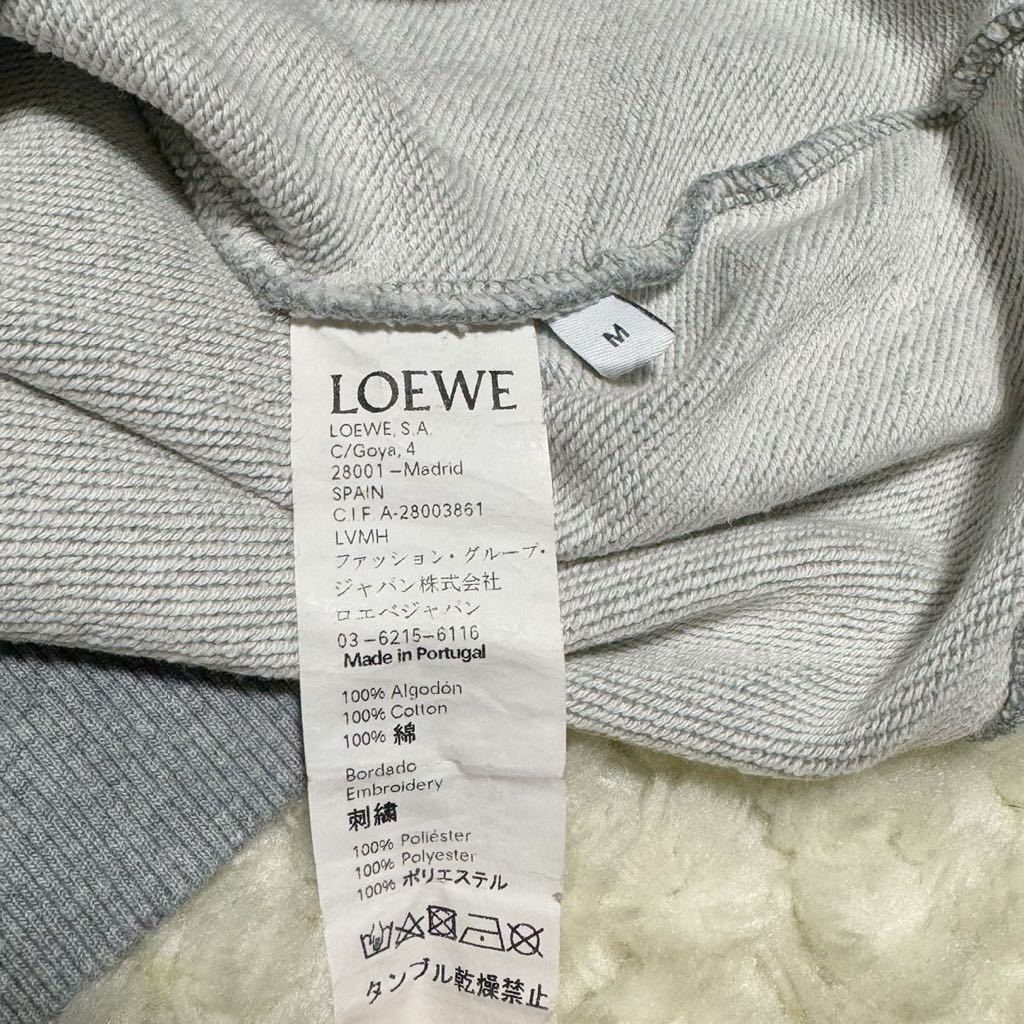 M
LOEWE
LOEWE, S.A.
C/Goya, 4
28001-Madrid
SPAIN
C.I.F. A-28003861
LVMH
ファッション・グループ・
ジャパン株式会社
ロエベジャパン
03-6215-6116
Made in Portugal
100% Algodón
100% Cotton
100% 綿
Bordado
Embroidery
刺繍
100% Poliéster
100% Polyester
100% ポリエステル
タンブル乾燥禁止